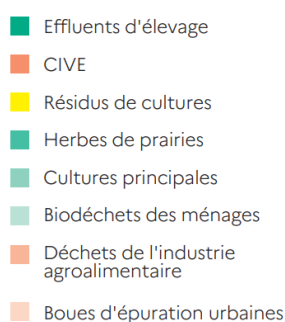 Effluents d'élevage
CIVE
Résidus de cultures
Herbes de prairies
Cultures principales
Biodéchets des ménages
Déchets de l'industrie
agroalimentaire
Boues d'épuration urbaines